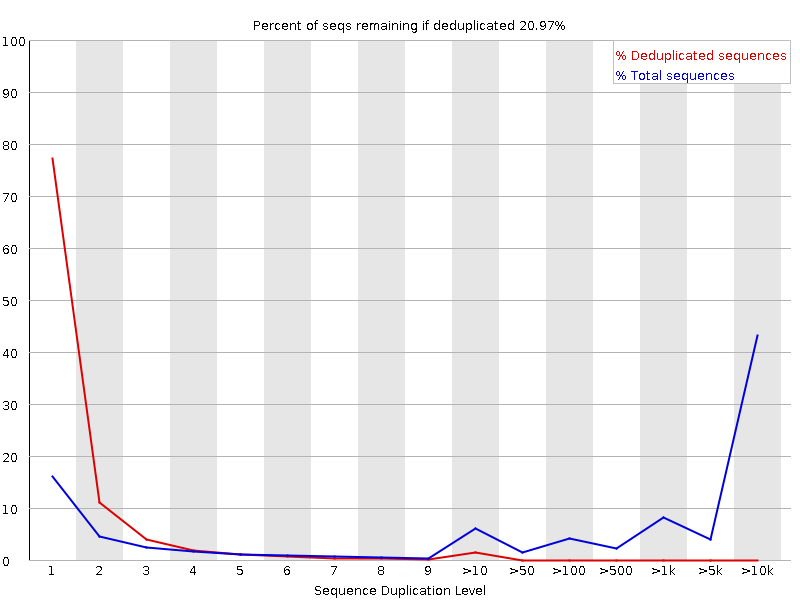 Percent of seqs remaining if deduplicated 20.97%
% Deduplicated sequences
% Total sequences
100
90
80
70
60
50
40
30
20
10
0
1 2 3 4 5 6 7 8 9 >10 >50 >100 >500 >1k >5k >10k
Sequence Duplication Level